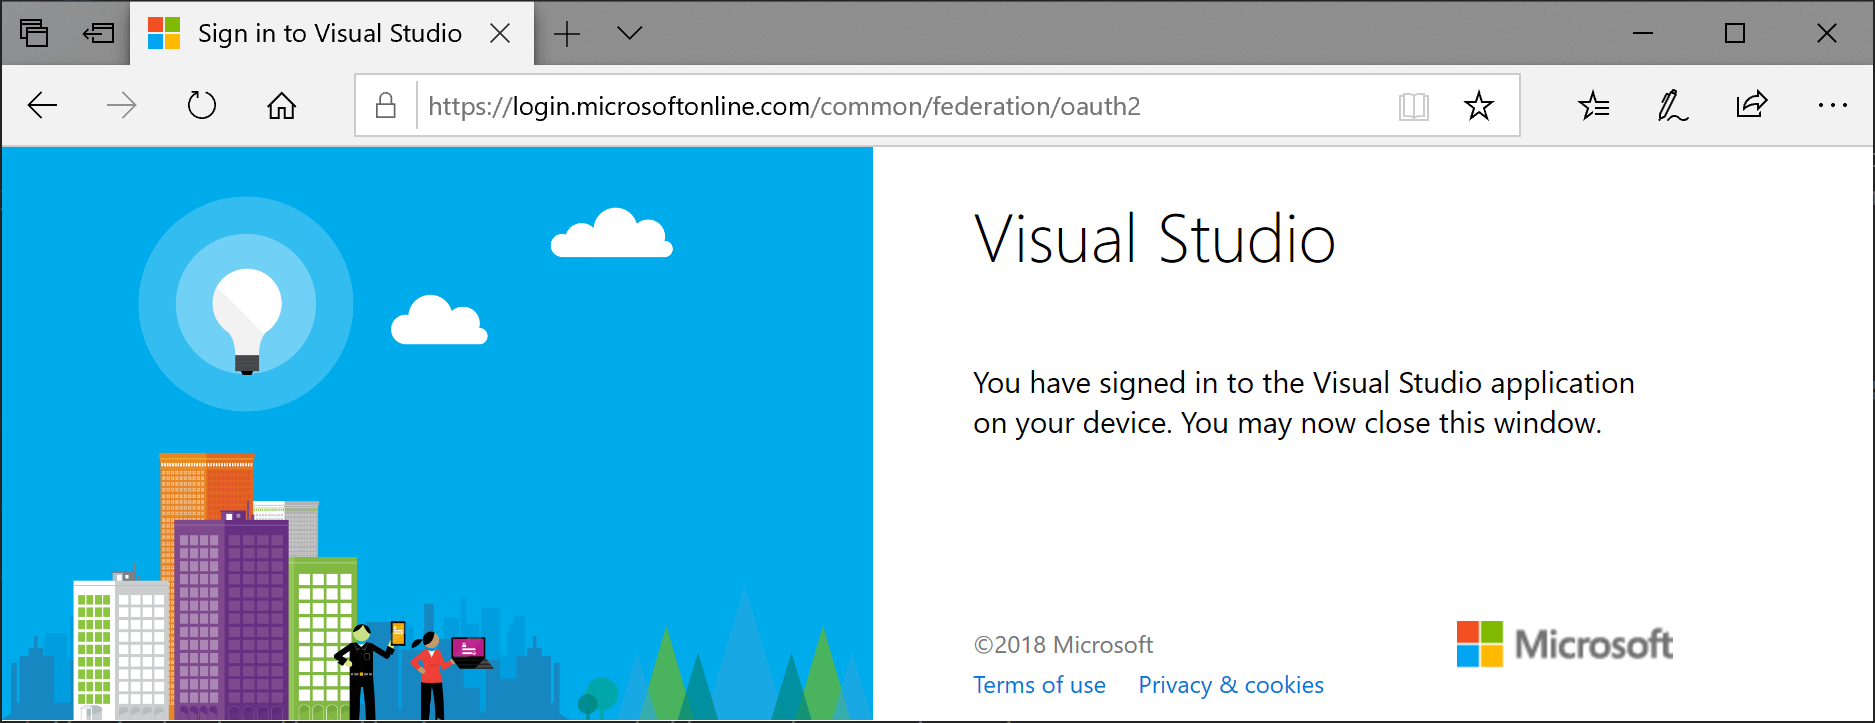 Sign in to Visual Studio
https://login.microsoftonline.com/common/federation/oauth2
Visual Studio
You have signed in to the Visual Studio application
on your device. You may now close this window.
©2018 Microsoft
Terms of use Privacy & cookies
Microsoft